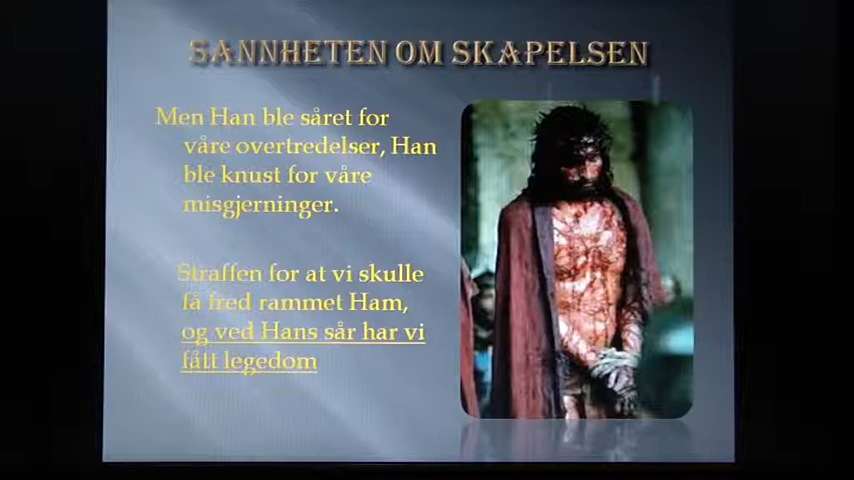 SANNHETEN OM SKAPELSEN
Men Han ble såret for
våre overtredelser, Han
ble knust for våre
misgjerninger.
Straffen for at vi skulle
få fred rammet Ham,
og ved Hans sår har vi
fått legedom